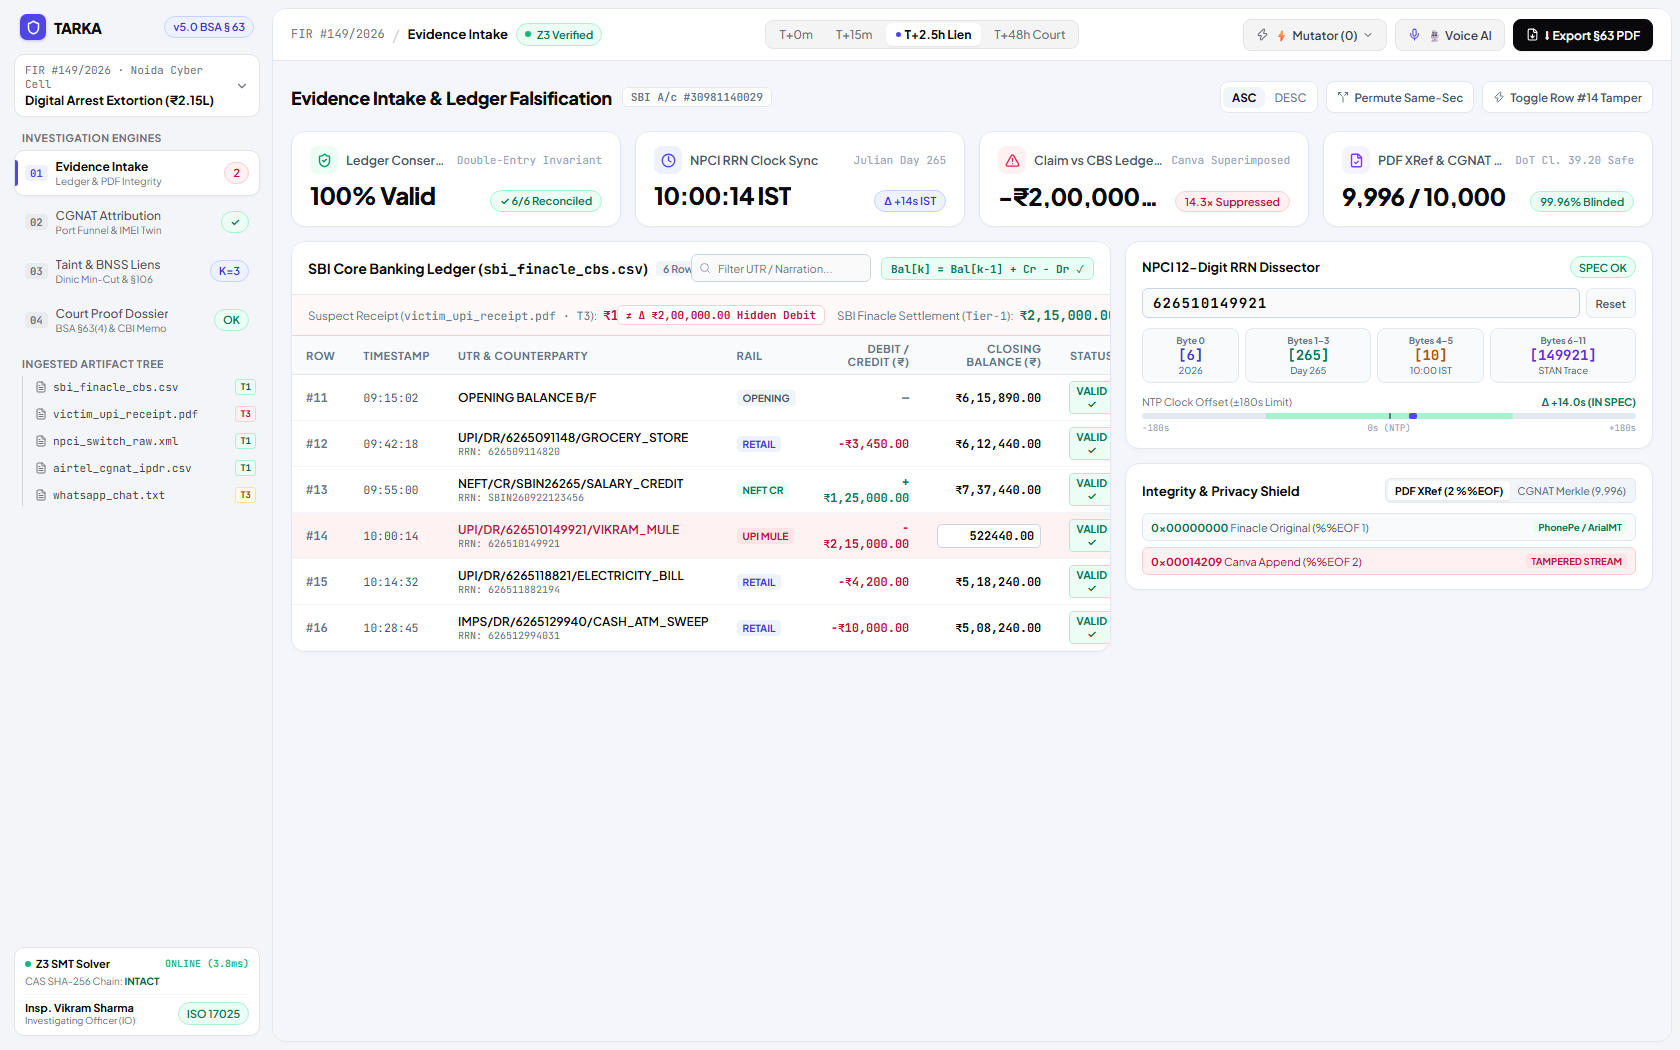 TARKA
v5.0 BSA § 63
FIR #149/2026 · Noida Cyber Cell
Digital Arrest Extortion (₹2.15L)
INVESTIGATION ENGINES
01 Evidence Intake 2
Ledger & PDF Integrity
02 CGNAT Attribution ✓
Port Funnel & IMEI Twin
03 Taint & BNSS Liens K=3
Dinic Min-Cut & §106
04 Court Proof Dossier OK
BSA §63(4) & CBI Memo
INGESTED ARTIFACT TREE
sbi_finacle_cbs.csv T1
victim_upi_receipt.pdf T3
npci_switch_raw.xml T1
airtel_cgnat_ipdr.csv T1
whatsapp_chat.txt T3
Z3 SMT Solver ONLINE (3.8ms)
CAS SHA-256 Chain: INTACT
Insp. Vikram Sharma
Investigating Officer (IO)
ISO 17025
FIR #149/2026 / Evidence Intake Z3 Verified
T+0m T+15m T+2.5h Lien T+48h Court
Mutator (0) Voice AI Export §63 PDF
Evidence Intake & Ledger Falsification SBI A/c #30981140029
ASC DESC Permute Same-Sec Toggle Row #14 Tamper
Ledger Conser... Double-Entry Invariant
100% Valid ✓ 6/6 Reconciled
NPCI RRN Clock Sync Julian Day 265
10:00:14 IST Δ +14s IST
Claim vs CBS Ledge... Canva Superimposed
-₹2,00,000... 14.3x Suppressed
PDF XRef & CGNAT ... DoT Cl. 39.20 Safe
9,996 / 10,000 99.96% Blinded
SBI Core Banking Ledger (sbi_finacle_cbs.csv) 6 Row Filter UTR / Narration... Bal[k] = Bal[k-1] + Cr - Dr ✓
Suspect Receipt (victim_upi_receipt.pdf · T3): ₹1 ≠ Δ ₹2,00,000.00 Hidden Debit SBI Finacle Settlement (Tier-1): ₹2,15,000.0
ROW TIMESTAMP UTR & COUNTERPARTY RAIL DEBIT / CREDIT (₹) CLOSING BALANCE (₹) STATUS
#11 09:15:02 OPENING BALANCE B/F OPENING — ₹6,15,890.00 VALID ✓
#12 09:42:18 UPI/DR/6265091148/GROCERY_STORE RETAIL -₹3,450.00 ₹6,12,440.00 VALID ✓
RRN: 626509114820
#13 09:55:00 NEFT/CR/SBIN26265/SALARY_CREDIT NEFT CR +₹1,25,000.00 ₹7,37,440.00 VALID ✓
RRN: SBIN260922123456
#14 10:00:14 UPI/DR/626510149921/VIKRAM_MULE UPI MULE -₹2,15,000.00 522440.00 VALID ✓
RRN: 626510149921
#15 10:14:32 UPI/DR/6265118821/ELECTRICITY_BILL RETAIL -₹4,200.00 ₹5,18,240.00 VALID ✓
RRN: 626511882194
#16 10:28:45 IMPS/DR/6265129940/CASH_ATM_SWEEP RETAIL -₹10,000.00 ₹5,08,240.00 VALID ✓
RRN: 626512994031
NPCI 12-Digit RRN Dissector SPEC OK
626510149921 Reset
Byte 0 Bytes 1-3 Bytes 4-5 Bytes 6-11
[6] [265] [10] [149921]
2026 Day 265 10:00 IST STAN Trace
NTP Clock Offset (±180s Limit) Δ +14.0s (IN SPEC)
-180s 0s (NTP) +180s
Integrity & Privacy Shield PDF XRef (2 %%EOF) CGNAT Merkle (9,996)
0x00000000 Finacle Original (%%EOF 1) PhonePe / ArialMT
0x00014209 Canva Append (%%EOF 2) TAMPERED STREAM